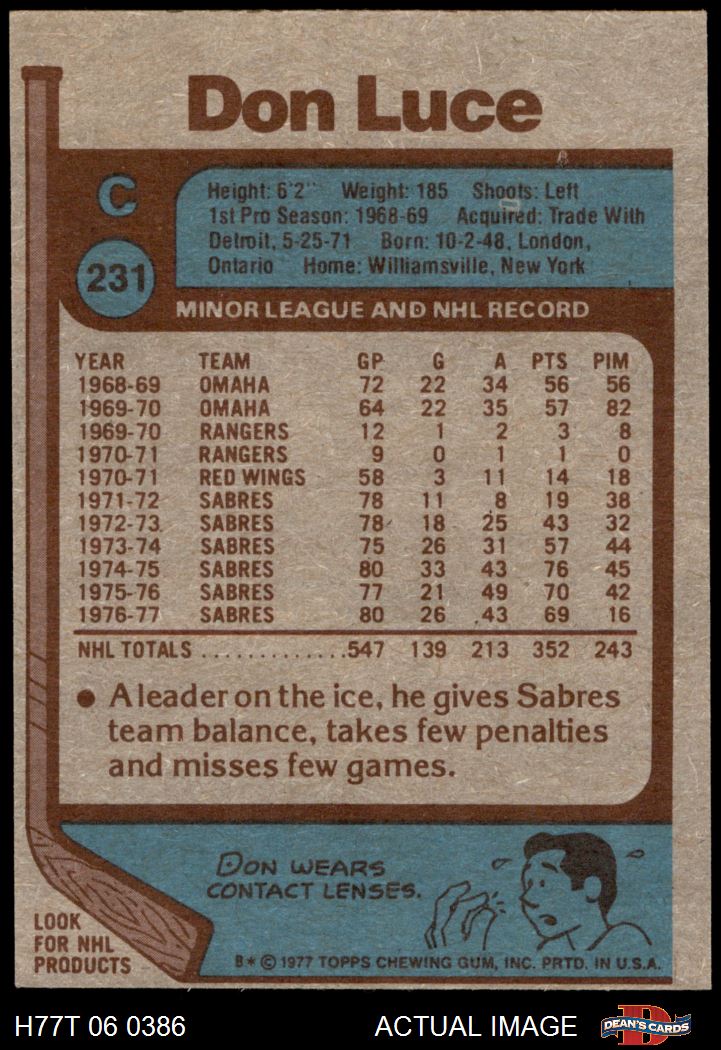 Don Luce
C
231
Height: 6'2" Weight: 185 Shoots: Left
1st Pro Season: 1968-69 Acquired: Trade With
Detroit, 5-25-71 Born: 10-2-48, London,
Ontario Home: Williamsville, New York
MINOR LEAGUE AND NHL RECORD
YEAR TEAM GP G A PTS PIM
1968-69 OMAHA 72 22 34 56 56
1969-70 OMAHA 64 22 35 57 82
1969-70 RANGERS 12 1 2 3 8
1970-71 RANGERS 9 0 1 1 0
1970-71 RED WINGS 58 3 11 14 18
1971-72 SABRES 78 11 8 19 38
1972-73 SABRES 78 18 25 43 32
1973-74 SABRES 75 26 31 57 44
1974-75 SABRES 80 33 43 76 45
1975-76 SABRES 77 21 49 70 42
1976-77 SABRES 80 26 43 69 16
NHL TOTALS .............547 139 213 352 243
● A leader on the ice, he gives Sabres
team balance, takes few penalties
and misses few games.
DON WEARS
CONTACT LENSES.
LOOK
FOR NHL
PRODUCTS
B* © 1977 TOPPS CHEWING GUM, INC. PRTD. IN U.S.A.
H77T 06 0386 ACTUAL IMAGE
DEAN'S CARDS